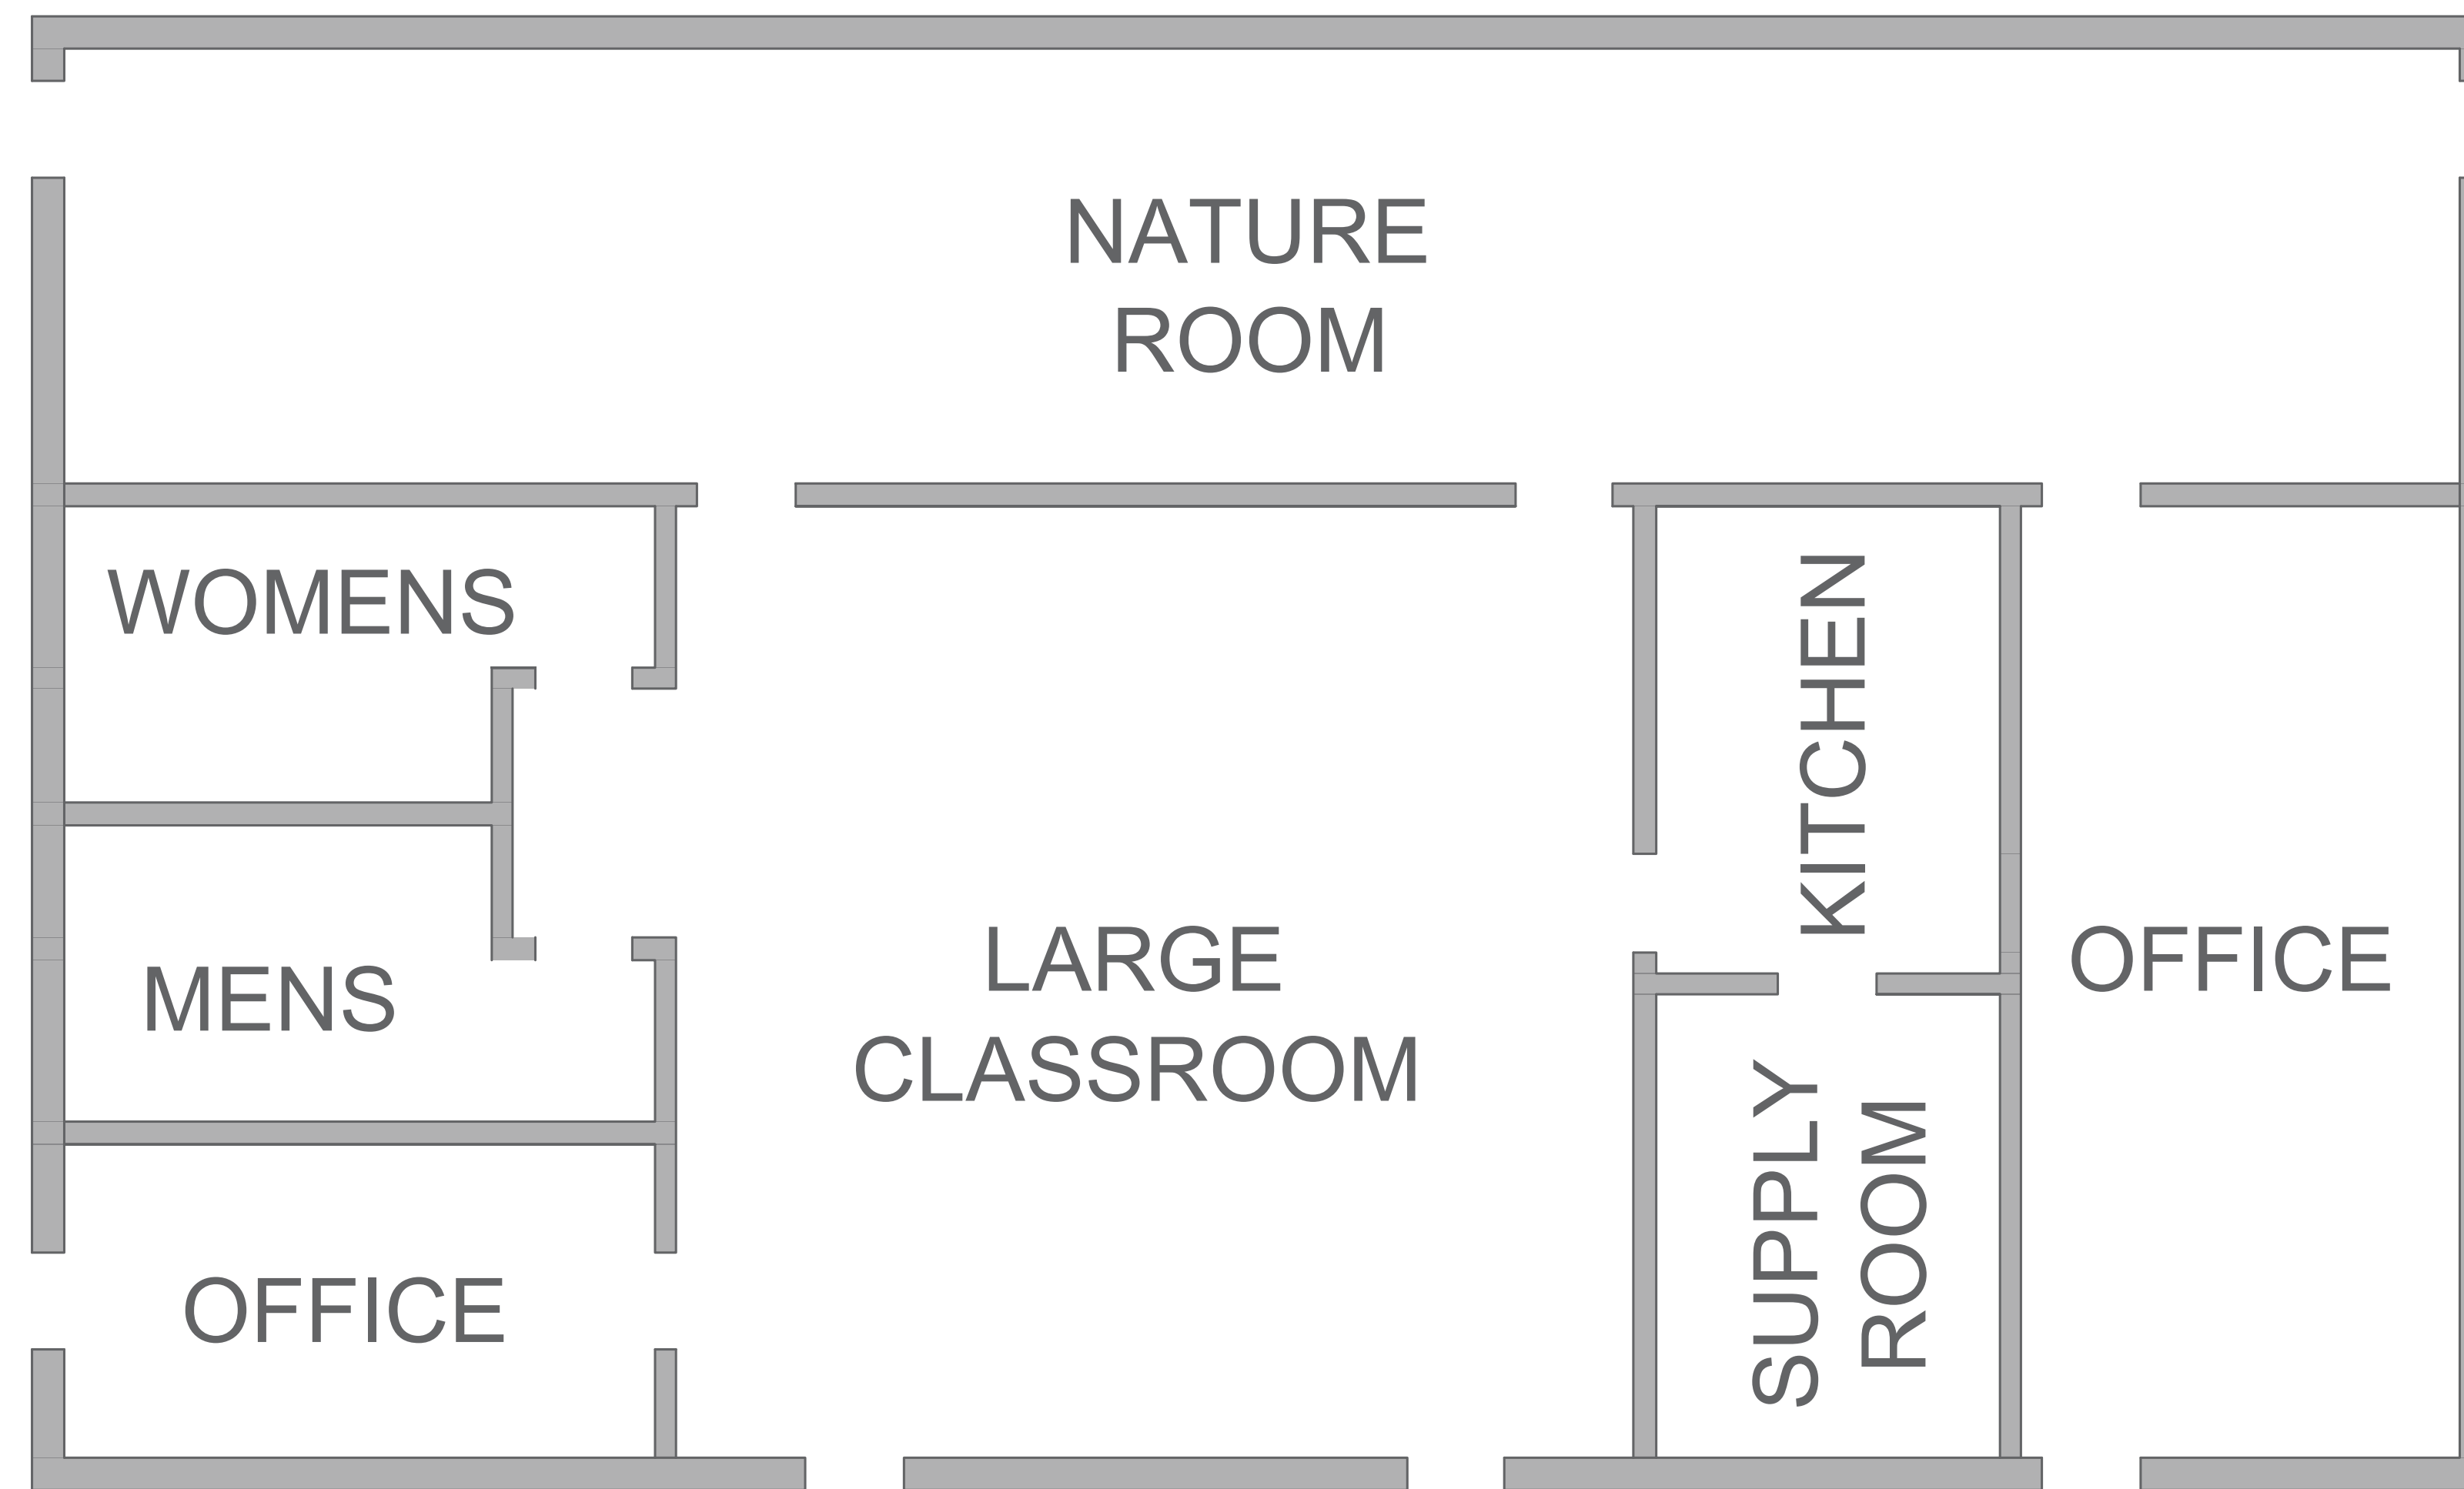 NATURE
ROOM
WOMENS
KITCHEN
MENS
LARGE
CLASSROOM
OFFICE
SUPPLY
ROOM
OFFICE